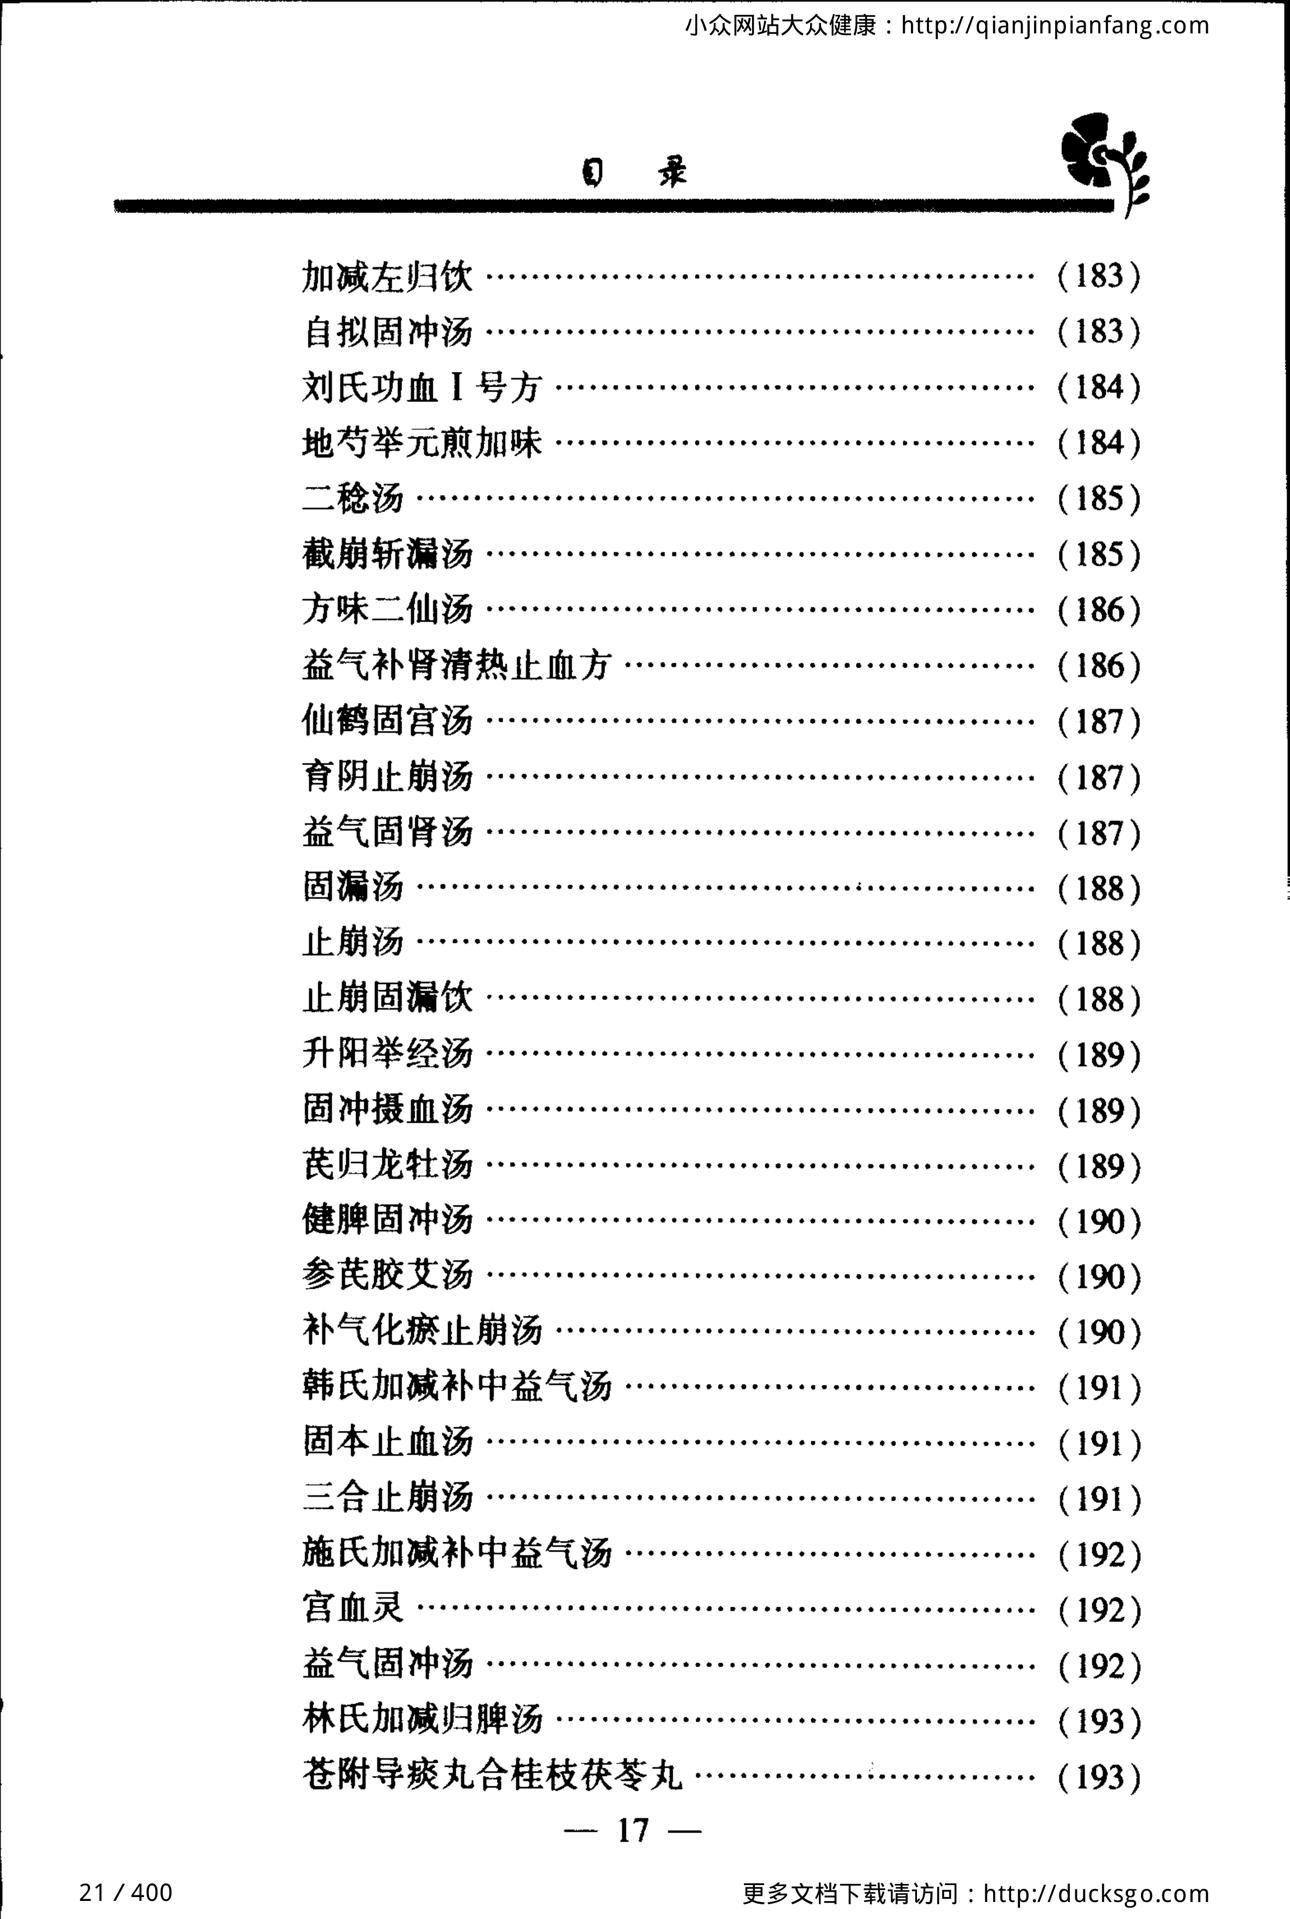 小众网站大众健康：http://qianjinpianfang.com
目 录
加减左归饮 …………………………………………… (183)
自拟固冲汤 …………………………………………… (183)
刘氏功血Ⅰ号方 ……………………………………… (184)
地芍举元煎加味 ……………………………………… (184)
二稔汤 ………………………………………………… (185)
截崩斩漏汤 …………………………………………… (185)
方味二仙汤 …………………………………………… (186)
益气补肾清热止血方 ………………………………… (186)
仙鹤固宫汤 …………………………………………… (187)
育阴止崩汤 …………………………………………… (187)
益气固肾汤 …………………………………………… (187)
固漏汤 ………………………………………………… (188)
止崩汤 ………………………………………………… (188)
止崩固漏饮 …………………………………………… (188)
升阳举经汤 …………………………………………… (189)
固冲摄血汤 …………………………………………… (189)
芪归龙牡汤 …………………………………………… (189)
健脾固冲汤 …………………………………………… (190)
参芪胶艾汤 …………………………………………… (190)
补气化瘀止崩汤 ……………………………………… (190)
韩氏加减补中益气汤 ………………………………… (191)
固本止血汤 …………………………………………… (191)
三合止崩汤 …………………………………………… (191)
施氏加减补中益气汤 ………………………………… (192)
宫血灵 ………………………………………………… (192)
益气固冲汤 …………………………………………… (192)
林氏加减归脾汤 ……………………………………… (193)
苍附导痰丸合桂枝茯苓丸 …………………………… (193)
— 17 —
21 / 400
更多文档下载请访问：http://ducksgo.com